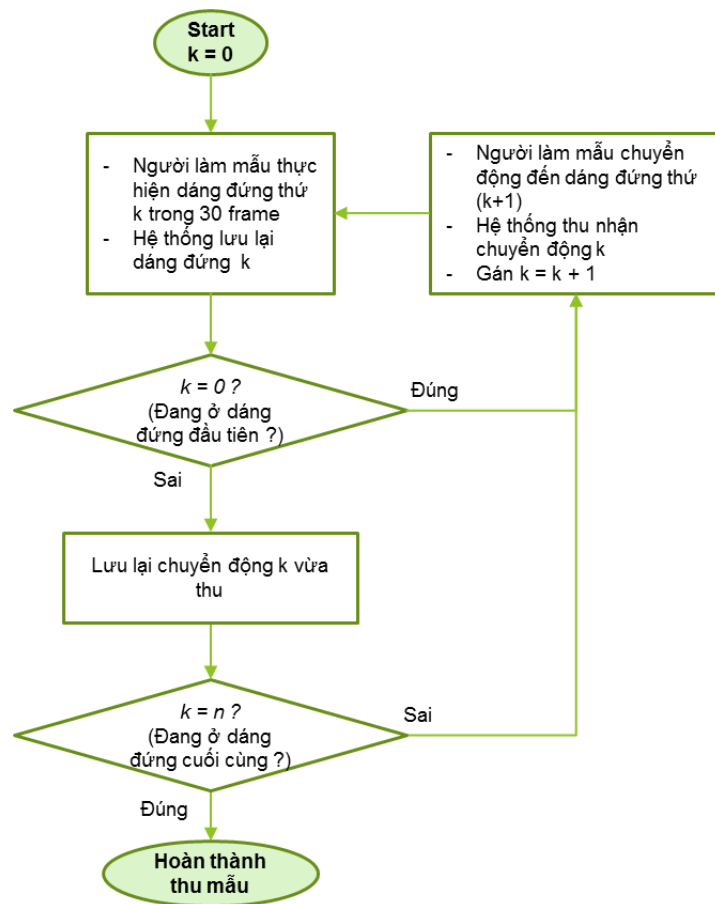 Start
k = 0
- Người làm mẫu thực
hiện dáng đứng thứ
k trong 30 frame
- Hệ thống lưu lại
dáng đứng k
- Người làm mẫu chuyển
động đến dáng đứng thứ
(k+1)
- Hệ thống thu nhận
chuyển động k
- Gán k = k + 1
k = 0 ?
(Đang ở dáng
đứng đầu tiên ?)
Đúng
Sai
Lưu lại chuyển động k vừa
thu
k = n ?
(Đang ở dáng
đứng cuối cùng ?)
Sai
Đúng
Hoàn thành
thu mẫu